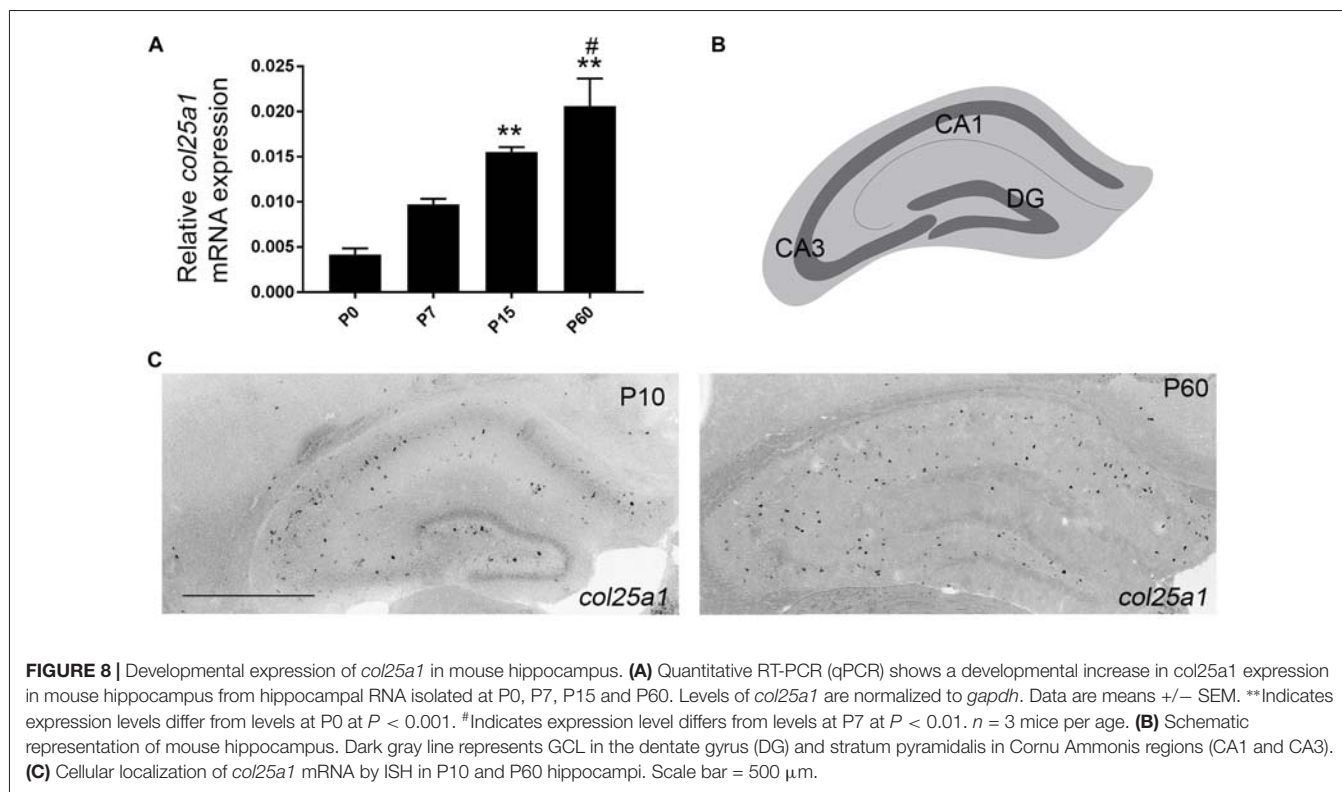 A
B
#
**
**
0.025
0.020
0.015
0.010
0.005
0.000
Relative col25a1
mRNA expression
P0
P7
P15
P60
CA1
DG
CA3
C
P10
col25a1
P60
col25a1
FIGURE 8 | Developmental expression of col25a1 in mouse hippocampus. (A) Quantitative RT-PCR (qPCR) shows a developmental increase in col25a1 expression
in mouse hippocampus from hippocampal RNA isolated at P0, P7, P15 and P60. Levels of col25a1 are normalized to gapdh. Data are means +/− SEM. **Indicates
expression levels differ from levels at P0 at P < 0.001. #Indicates expression level differs from levels at P7 at P < 0.01. n = 3 mice per age. (B) Schematic
representation of mouse hippocampus. Dark gray line represents GCL in the dentate gyrus (DG) and stratum pyramidalis in Cornu Ammonis regions (CA1 and CA3).
(C) Cellular localization of col25a1 mRNA by ISH in P10 and P60 hippocampi. Scale bar = 500 μm.